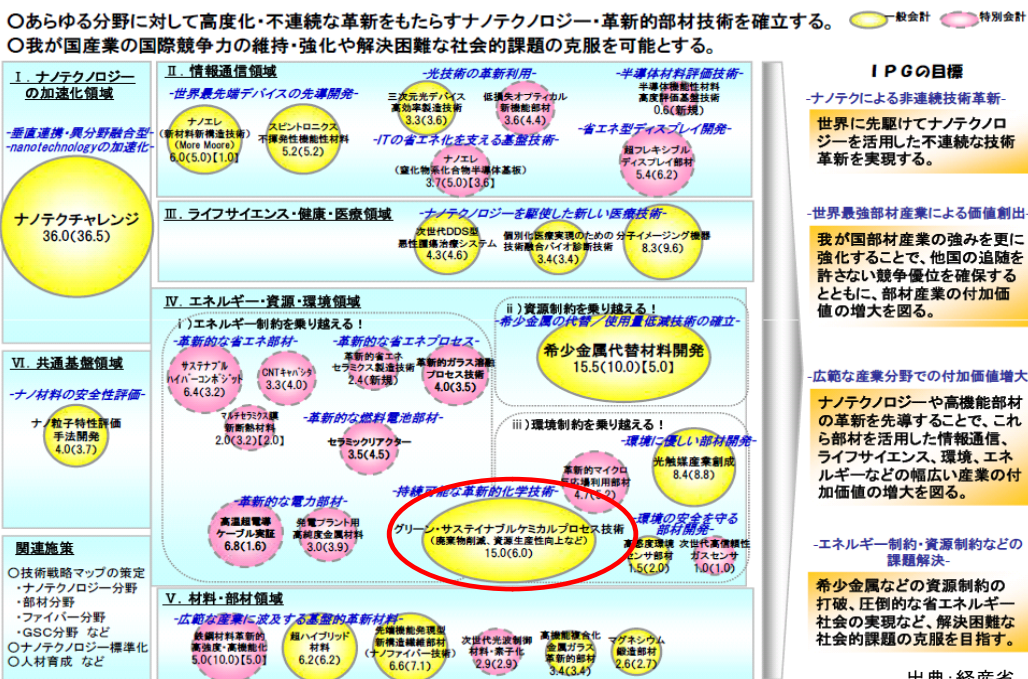 ○あらゆる分野に対して高度化・不連続な革新をもたらすナノテクノロジー・革新的部材技術を確立する。
一般会計
特別会計
○我が国産業の国際競争力の維持・強化や解決困難な社会的課題の克服を可能とする。
Ⅰ. ナノテクノロジー
の加速化領域
-垂直連携・異分野融合型-
-nanotechnologyの加速化-
ナノテクチャレンジ
36.0(36.5)
Ⅵ. 共通基盤領域
-ナノ材料の安全性評価-
ナノ粒子特性評価
手法開発
4.0(3.7)
関連施策
○技術戦略マップの策定
・ナノテクノロジー分野
・部材分野
・ファイバー分野
・GSC分野 など
○ナノテクノロジー標準化
○人材育成 など
Ⅱ. 情報通信領域
-世界最先端デバイスの先導開発-
ナノエレ
(新材料新構造技術)
(More Moore)
6.0(5.0)【1.0】
スピントロニクス
不揮発性機能性材料
5.2(5.2)
-光技術の革新利用-
三次元光デバイス
高効率製造技術
3.3(3.6)
低損失オプティカル
新機能部材
3.6(4.4)
-ITの省エネ化を支える基盤技術-
ナノエレ
(窒化物系化合物半導体基板)
3.7(5.0)【3.6】
-半導体材料評価技術-
半導体機能性材料
高度評価基盤技術
0.6(新規)
-省エネ型ディスプレイ開発-
超フレキシブル
ディスプレイ部材
5.4(6.2)
Ⅲ. ライフサイエンス・健康・医療領域
-ナノテクノロジーを駆使した新しい医療技術-
次世代DDS型
悪性腫瘍治療システム
4.3(4.6)
個別化医療実現のための
技術融合バイオ診断技術
3.4(3.4)
分子イメージング機器
8.3(9.6)
Ⅳ. エネルギー・資源・環境領域
ⅰ)エネルギー制約を乗り越える!
-革新的な省エネ部材-
サステナブル
ハイパーコンポジット
6.4(3.2)
CNTキャパシタ
3.3(4.0)
マルチセラミクス膜
新断熱材料
2.0(3.2)【2.0】
-革新的な省エネプロセス-
革新的省エネ
セラミクス製造技術
2.4(新規)
革新的ガラス溶融
プロセス技術
4.0(3.5)
-革新的な燃料電池部材-
セラミックリアクター
3.5(4.5)
-革新的な電力部材-
高温超電導
ケーブル実証
6.8(1.6)
発電プラント用
高純度金属材料
3.0(3.9)
ⅱ)資源制約を乗り越える!
-希少金属の代替/使用量低減技術の確立-
希少金属代替材料開発
15.5(10.0)【5.0】
ⅲ)環境制約を乗り越える!
-環境に優しい部材開発-
光触媒産業創成
8.4(8.8)
革新的マイクロ
反応場利用部材
4.7(5.2)
-持続可能な革新的化学技術-
グリーン・サステイナブルケミカルプロセス技術
(廃棄物削減、資源生産性向上など)
15.0(6.0)
-環境の安全を守る
部材開発-
高感度環境
センサ部材
1.5(2.0)
次世代高信頼性
ガスセンサ
1.0(1.0)
Ⅴ. 材料・部材領域
-広範な産業に波及する基盤的革新材料-
鉄鋼材料革新的
高強度・高機能化
5.0(10.0)【5.0】
超ハイブリッド
材料
6.2(6.2)
先端機能発現型
新構造繊維部材
(ナノファイバー技術)
6.6(7.1)
次世代光波制御
材料・素子化
2.9(2.9)
高機能複合化
金属ガラス
革新的部材
3.4(3.4)
マグネシウム
鍛造部材
2.6(2.7)
IPGの目標
-ナノテクによる非連続技術革新-
世界に先駆けてナノテクノロ
ジーを活用した不連続な技術
革新を実現する。
-世界最強部材産業による価値創出-
我が国部材産業の強みを更に
強化することで、他国の追随を
許さない競争優位を確保する
とともに、部材産業の付加価
値の増大を図る。
-広範な産業分野での付加価値増大
ナノテクノロジーや高機能部材
の革新を先導することで、これ
ら部材を活用した情報通信、
ライフサイエンス、環境、エネ
ルギーなどの幅広い産業の付
加価値の増大を図る。
-エネルギー制約・資源制約などの
課題解決-
希少金属などの資源制約の
打破、圧倒的な省エネルギー
社会の実現など、解決困難な
社会的課題の克服を目指す。
出典:経産省